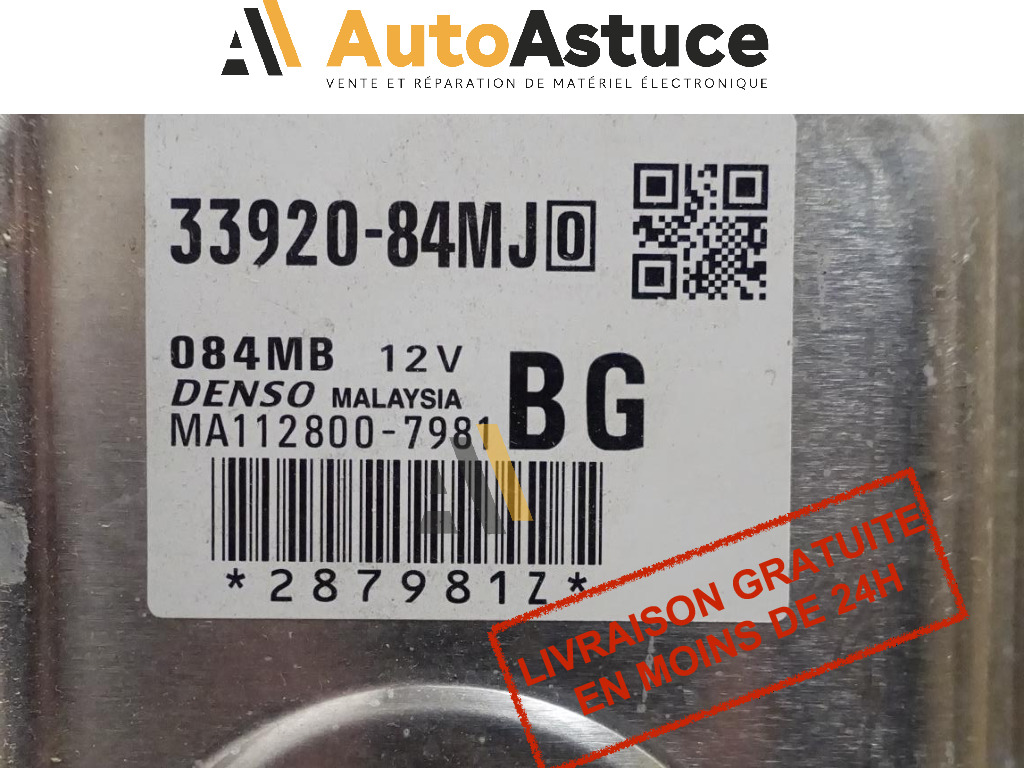 AutoAstuce
VENTE ET RÉPARATION DE MATÉRIEL ÉLECTRONIQUE
33920-84MJ0
084MB 12V
DENSO MALAYSIA
BG
MA112800-7981
*287981Z*
LIVRAISON GRATUITE
EN MOINS DE 24H